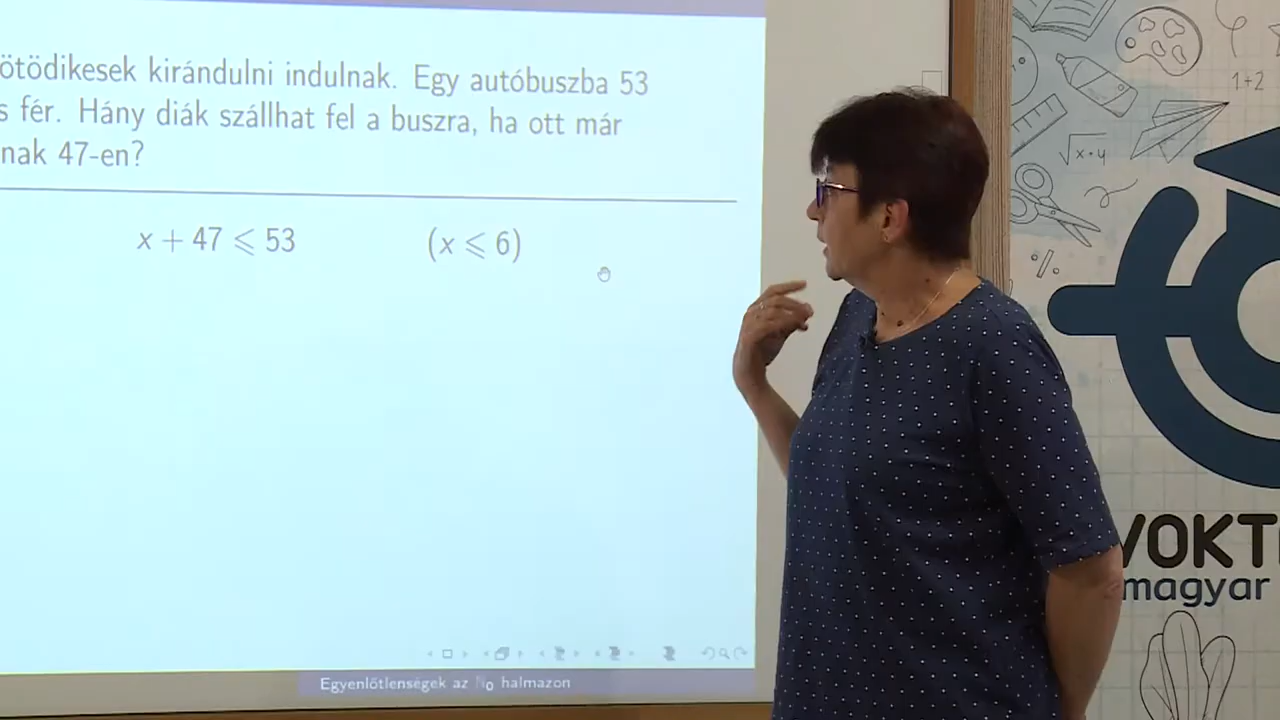 ötödikesek kirándulni indulnak. Egy autóbuszba 53
s fér. Hány diák szállhat fel a buszra, ha ott már
nak 47-en?
x + 47 ⩽ 53 (x ⩽ 6)
Egyenlőtlenségek az N₀ halmazon
1+2
√x·y
%
VOKT
magyar